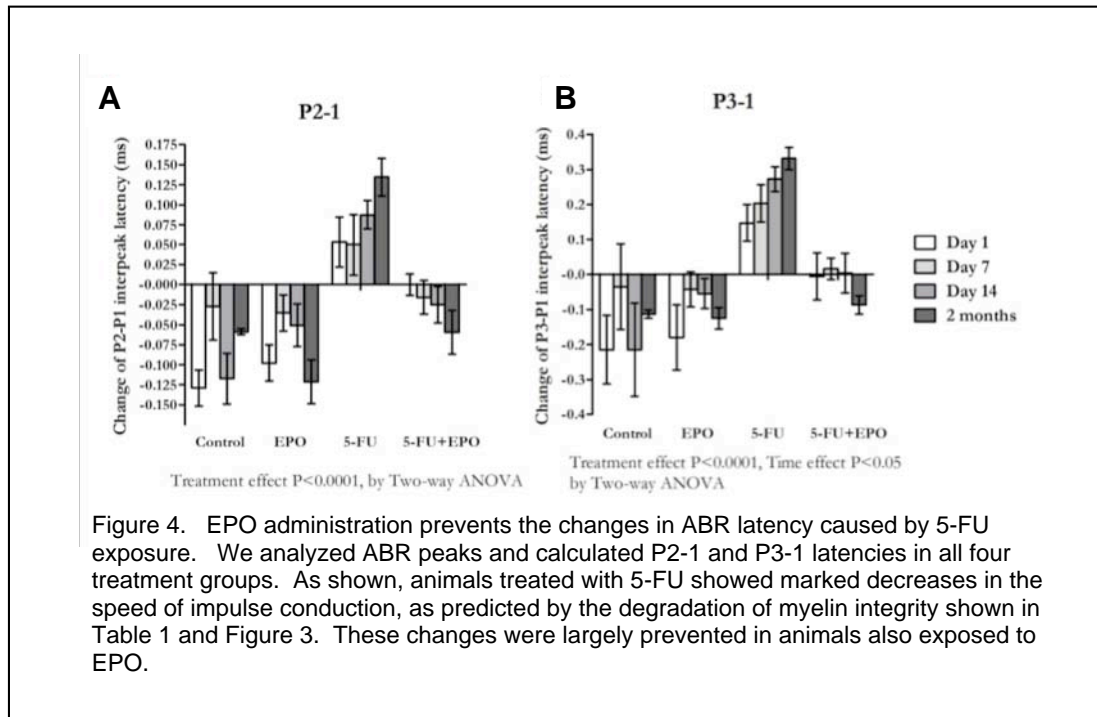 A
P2-1
Change of P2-P1 interpeak latency (ms)
0.175
0.150
0.125
0.100
0.075
0.050
0.025
-0.000
-0.025
-0.050
-0.075
-0.100
-0.125
-0.150
Control EPO 5-FU 5-FU+EPO
Treatment effect P<0.0001, by Two-way ANOVA
B
P3-1
Change of P3-P1 interpeak latency (ms)
0.4
0.3
0.2
0.1
-0.0
-0.1
-0.2
-0.3
-0.4
Control EPO 5-FU 5-FU+EPO
Treatment effect P<0.0001, Time effect P<0.05
by Two-way ANOVA
Day 1
Day 7
Day 14
2 months
Figure 4. EPO administration prevents the changes in ABR latency caused by 5-FU
exposure. We analyzed ABR peaks and calculated P2-1 and P3-1 latencies in all four
treatment groups. As shown, animals treated with 5-FU showed marked decreases in the
speed of impulse conduction, as predicted by the degradation of myelin integrity shown in
Table 1 and Figure 3. These changes were largely prevented in animals also exposed to
EPO.